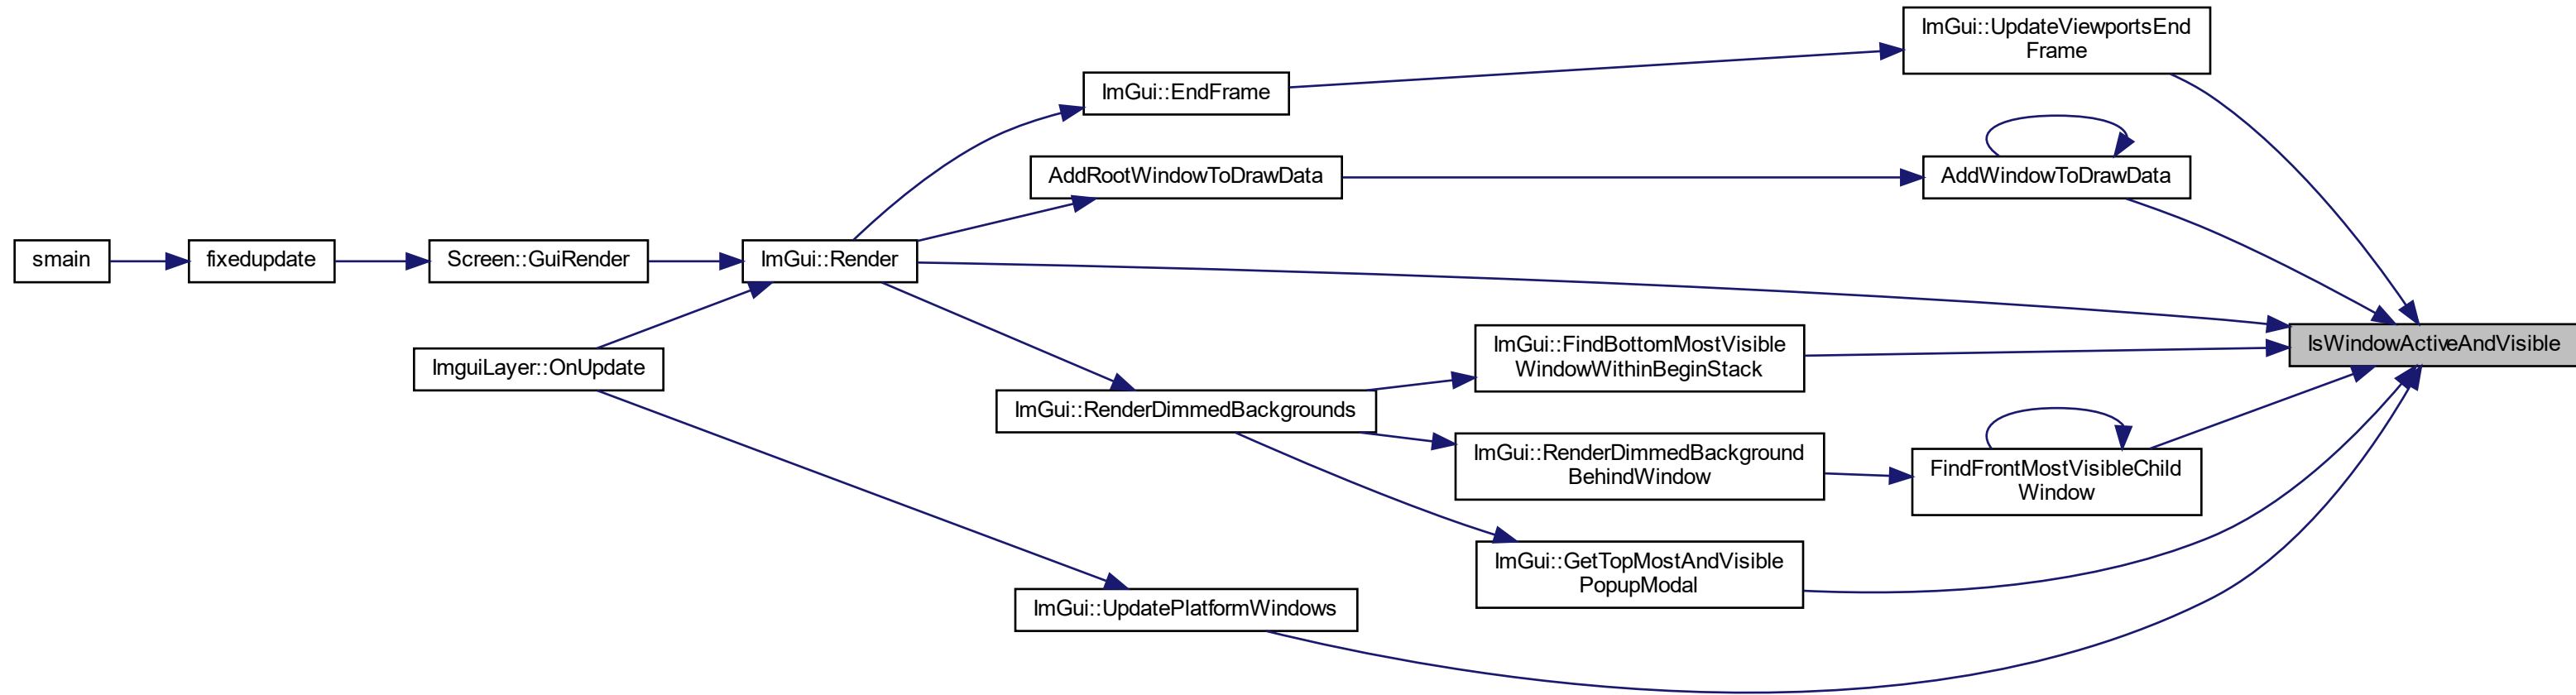 ImGui::UpdateViewportsEnd
Frame
ImGui::EndFrame
AddRootWindowToDrawData
AddWindowToDrawData
smain
fixedupdate
Screen::GuiRender
ImGui::Render
IsWindowActiveAndVisible
ImGui::FindBottomMostVisible
WindowWithinBeginStack
ImguiLayer::OnUpdate
ImGui::RenderDimmedBackgrounds
ImGui::RenderDimmedBackground
BehindWindow
FindFrontMostVisibleChild
Window
ImGui::GetTopMostAndVisible
PopupModal
ImGui::UpdatePlatformWindows